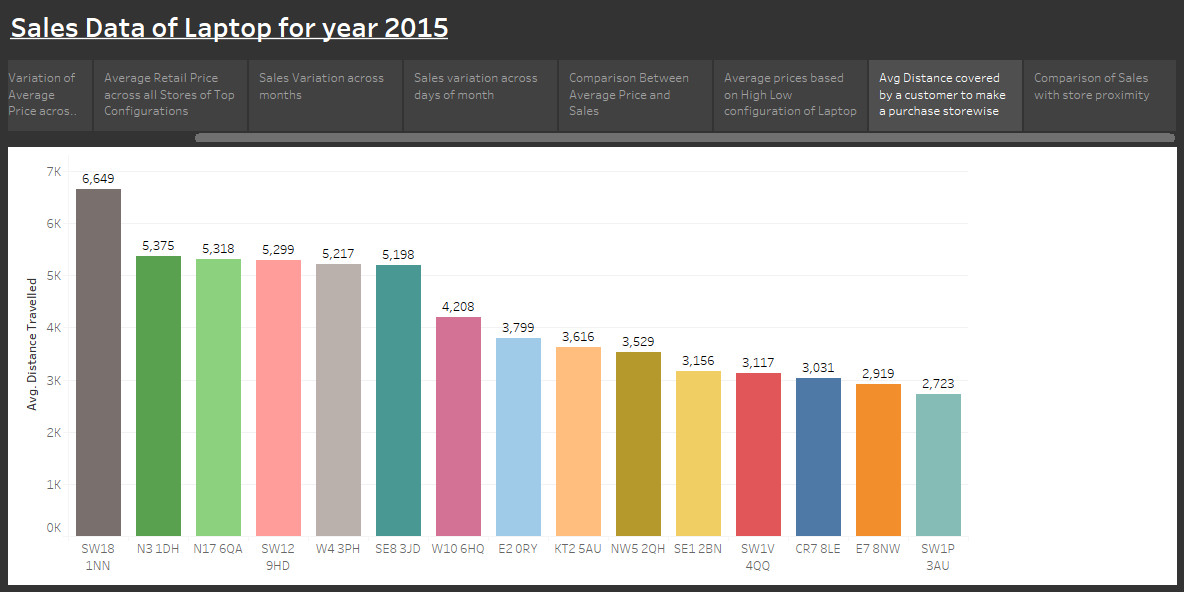 Sales Data of Laptop for year 2015
Variation of
Average
Price acros..
Average Retail Price
across all Stores of Top
Configurations
Sales Variation across
months
Sales variation across
days of month
Comparison Between
Average Price and
Sales
Average prices based
on High Low
configuration of Laptop
Avg Distance covered
by a customer to make
a purchase storewise
Comparison of Sales
with store proximity
Avg. Distance Travelled
7K
6K
5K
4K
3K
2K
1K
0K
6,649
5,375
5,318
5,299
5,217
5,198
4,208
3,799
3,616
3,529
3,156
3,117
3,031
2,919
2,723
SW18
1NN
N3 1DH
N17 6QA
SW12
9HD
W4 3PH
SE8 3JD
W10 6HQ
E2 0RY
KT2 5AU
NW5 2QH
SE1 2BN
SW1V
4QQ
CR7 8LE
E7 8NW
SW1P
3AU